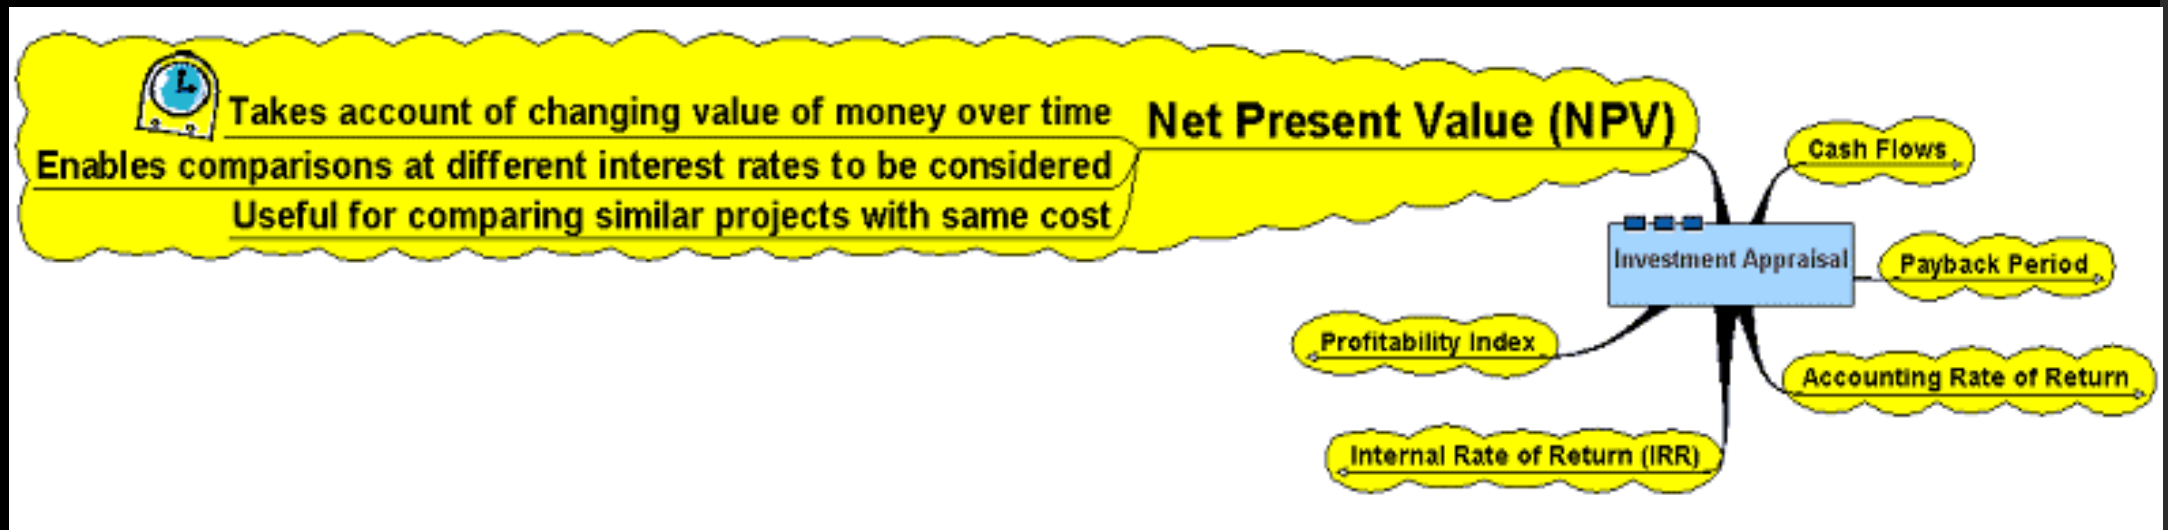 Takes account of changing value of money over time
Enables comparisons at different interest rates to be considered
Useful for comparing similar projects with same cost
Net Present Value (NPV)
Cash Flows
Investment Appraisal
Payback Period
Profitability Index
Accounting Rate of Return
Internal Rate of Return (IRR)